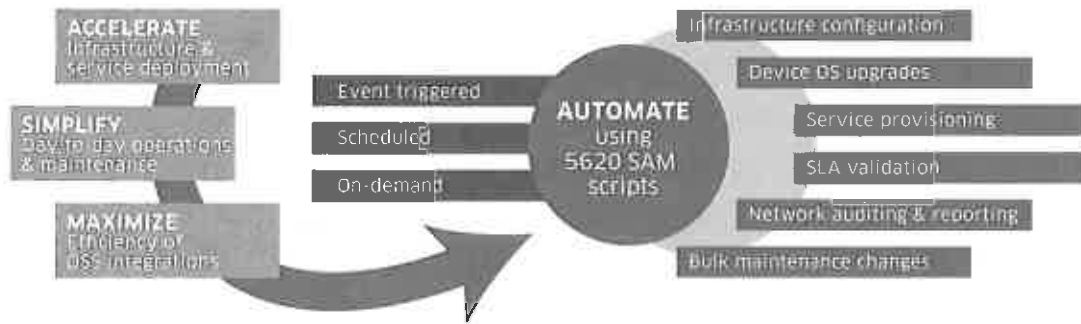 ACCELERATE
Infrastructure &
service deployment
SIMPLIFY
Day-to-day operations
& maintenance
MAXIMIZE
Efficiency of
OSS integrations
Event triggered
Scheduled
On-demand
AUTOMATE
using
5620 SAM
scripts
Infrastructure configuration
Device OS upgrades
Service provisioning
SLA validation
Network auditing & reporting
Bulk maintenance changes